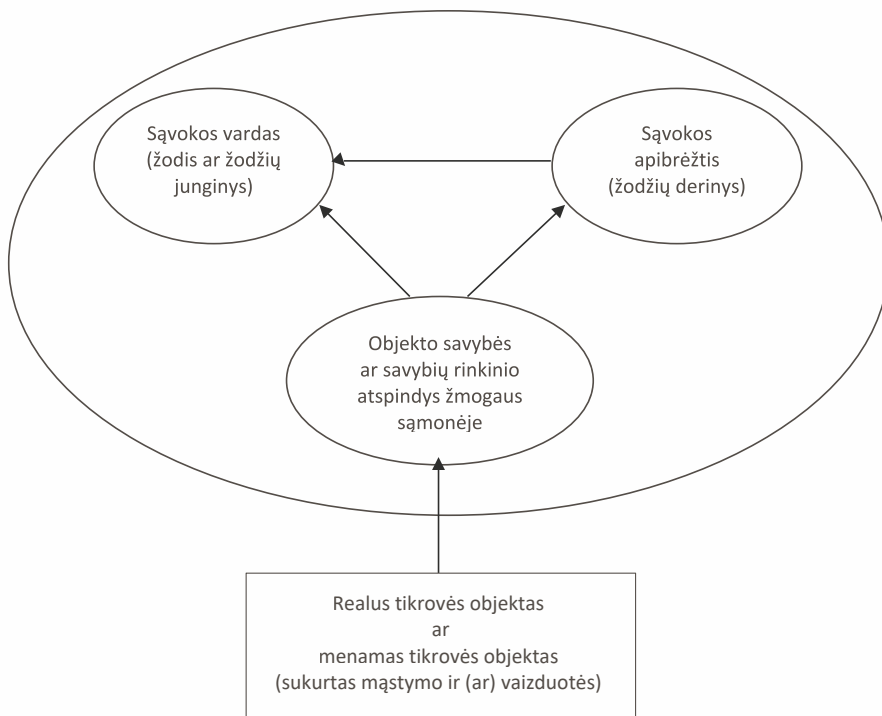 Sąvokos vardas
(žodis ar žodžių
junginys)
Sąvokos
apibrėžtis
(žodžių derinys)
Objekto savybės
ar savybių rinkinio
atspindys žmogaus
sąmonėje
Realus tikrovės objektas
ar
menamas tikrovės objektas
(sukurtas mąstymo ir (ar) vaizduotės)